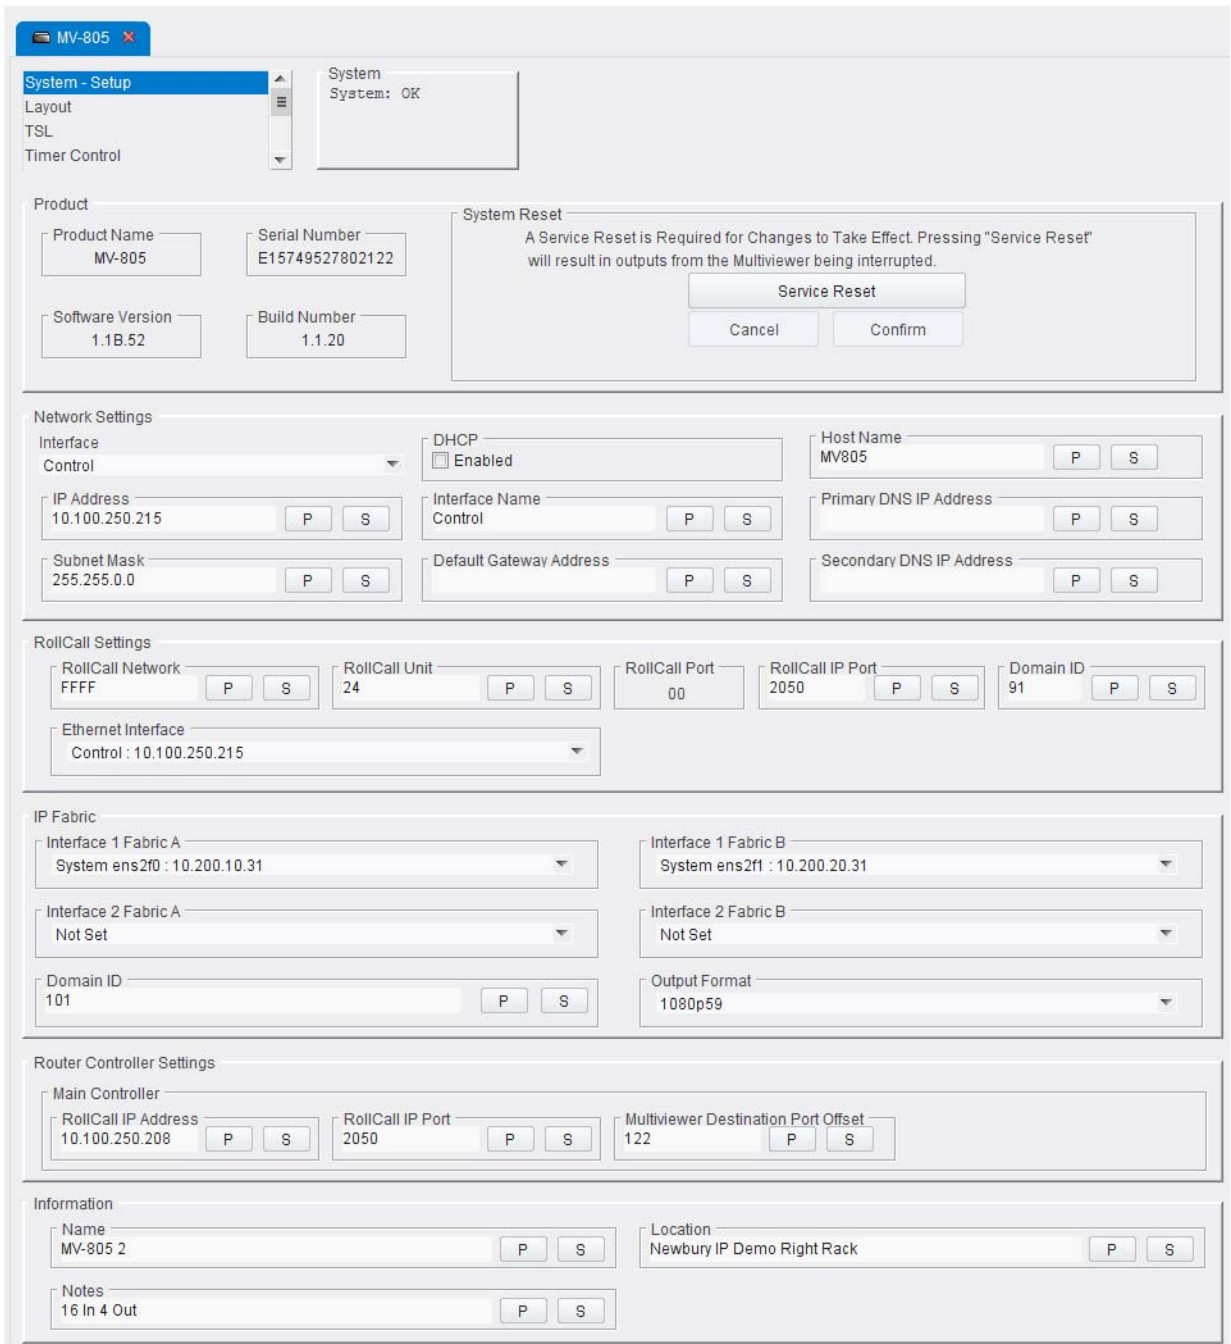 MV-805
System - Setup
Layout
TSL
Timer Control
System
System: OK
Product
Product Name
MV-805
Serial Number
E15749527802122
Software Version
1.1B.52
Build Number
1.1.20
System Reset
A Service Reset is Required for Changes to Take Effect. Pressing "Service Reset"
will result in outputs from the Multiviewer being interrupted.
Service Reset
Cancel Confirm
Network Settings
Interface
Control
DHCP
Enabled
Host Name
MV805 P S
IP Address
10.100.250.215 P S
Interface Name
Control P S
Primary DNS IP Address
P S
Subnet Mask
255.255.0.0 P S
Default Gateway Address
P S
Secondary DNS IP Address
P S
RollCall Settings
RollCall Network
FFFF P S
RollCall Unit
24 P S
RollCall Port
00
RollCall IP Port
2050 P S
Domain ID
91 P S
Ethernet Interface
Control : 10.100.250.215
IP Fabric
Interface 1 Fabric A
System ens2f0 : 10.200.10.31
Interface 1 Fabric B
System ens2f1 : 10.200.20.31
Interface 2 Fabric A
Not Set
Interface 2 Fabric B
Not Set
Domain ID
101 P S
Output Format
1080p59
Router Controller Settings
Main Controller
RollCall IP Address
10.100.250.208 P S
RollCall IP Port
2050 P S
Multiviewer Destination Port Offset
122 P S
Information
Name
MV-805 2 P S
Location
Newbury IP Demo Right Rack P S
Notes
16 In 4 Out P S